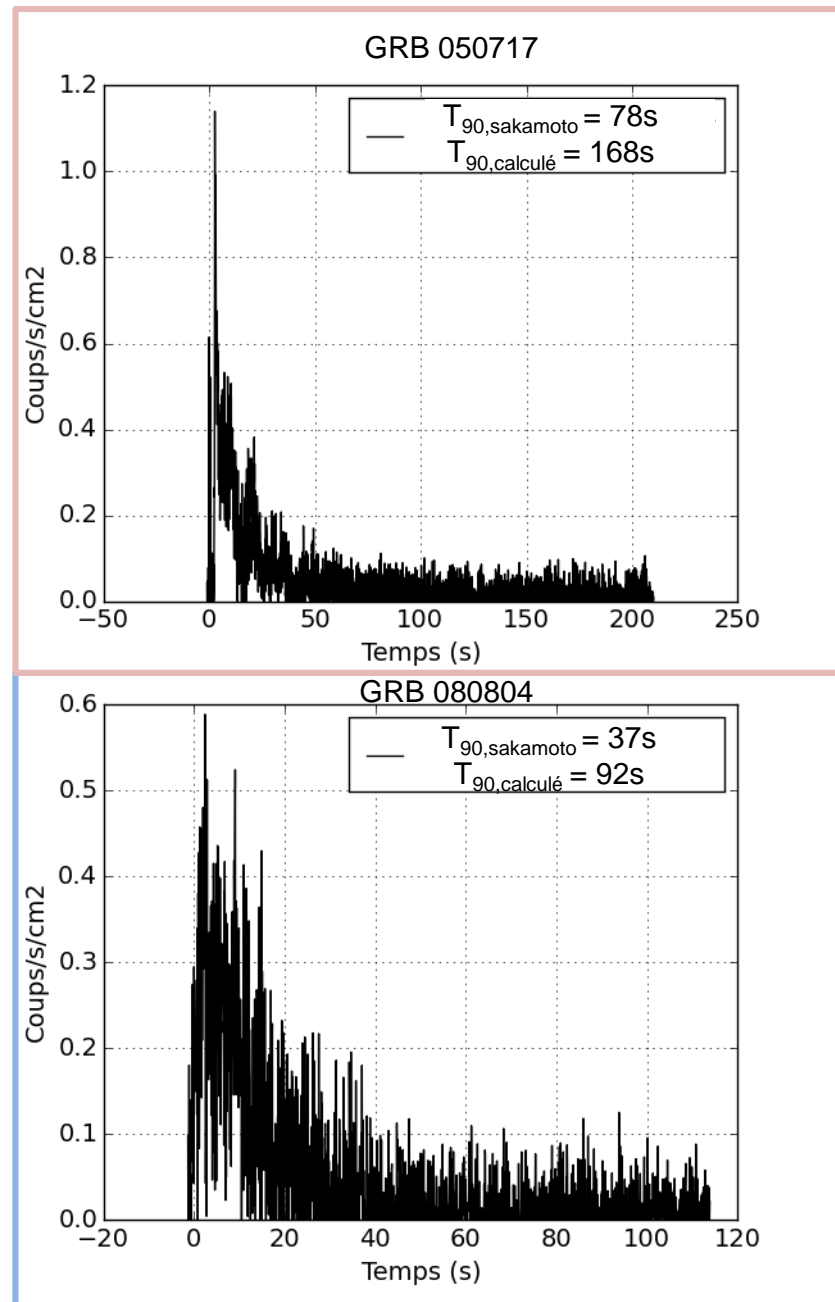 GRB 050717
T90,sakamoto = 78s
T90,calculé = 168s
1.2
1.0
0.8
0.6
0.4
0.2
0.0
Coups/s/cm2
−50 0 50 100 150 200 250
Temps (s)
GRB 080804
T90,sakamoto = 37s
T90,calculé = 92s
0.6
0.5
0.4
0.3
0.2
0.1
0.0
Coups/s/cm2
−20 0 20 40 60 80 100 120
Temps (s)